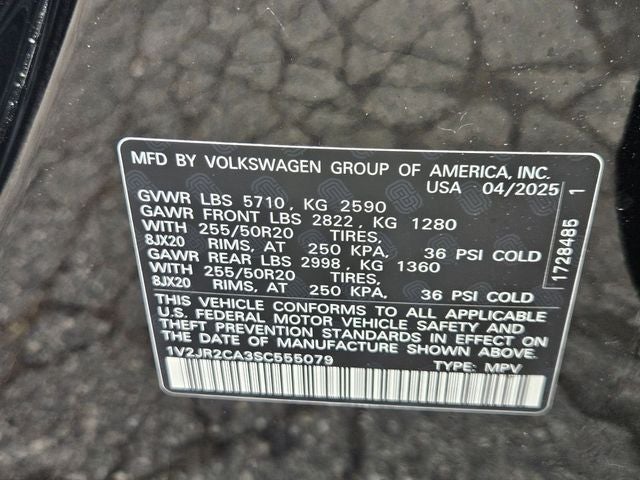 MFD BY VOLKSWAGEN GROUP OF AMERICA, INC.
USA 04/2025
GVWR LBS 5710, KG 2590
GAWR FRONT LBS 2822, KG 1280
WITH 255/50R20 TIRES,
8JX20 RIMS, AT 250 KPA, 36 PSI COLD
GAWR REAR LBS 2998, KG 1360
WITH 255/50R20 TIRES,
8JX20 RIMS, AT 250 KPA, 36 PSI COLD
THIS VEHICLE CONFORMS TO ALL APPLICABLE
U.S. FEDERAL MOTOR VEHICLE SAFETY AND
THEFT PREVENTION STANDARDS IN EFFECT ON
THE DATE OF MANUFACTURE SHOWN ABOVE.
1V2JR2CA3SC555079 TYPE: MPV
1728485 1